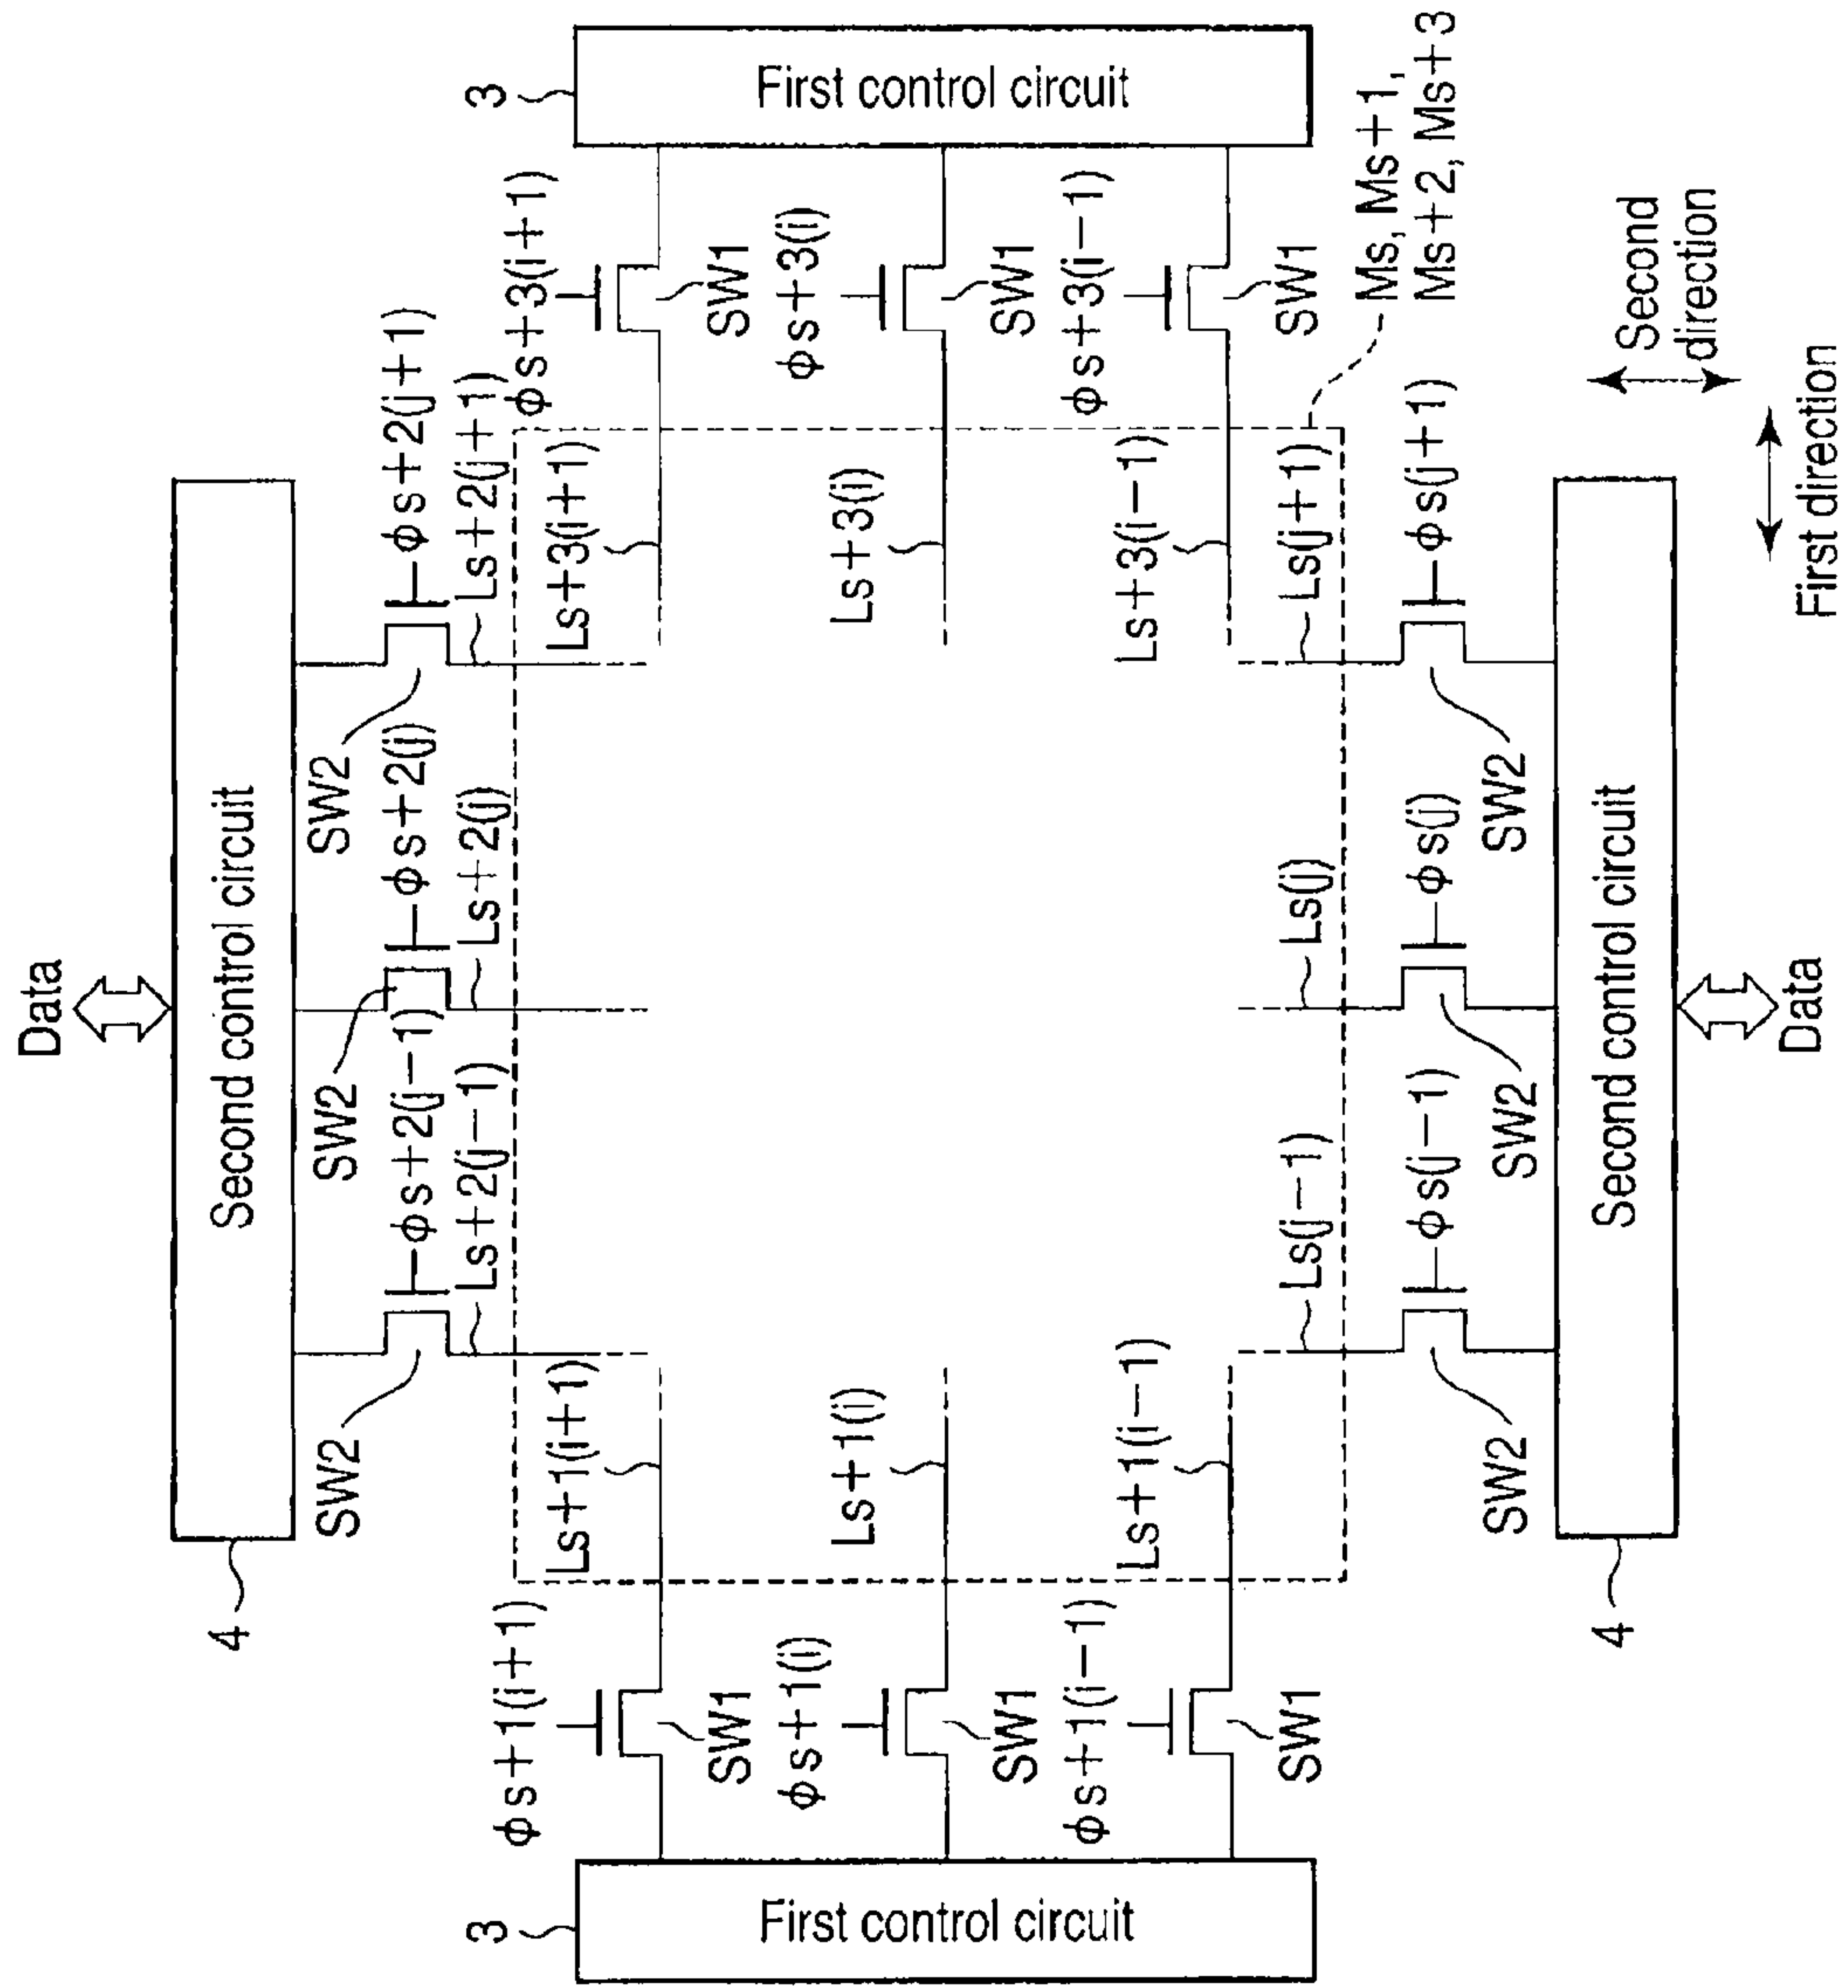 Data
4
Second control circuit
SW2
SW2
SW2
ϕs+2(j−1)
ϕs+2(j)
ϕs+2(j+1)
Ls+2(j−1)
Ls+2(j)
Ls+2(j+1)
3
3
ϕs+1(i+1)
Ls+1(i+1)
Ls+3(i+1)
ϕs+3(i+1)
SW1
SW1
First control circuit
First control circuit
ϕs+1(i)
Ls+1(i)
Ls+3(i)
ϕs+3(i)
SW1
SW1
ϕs+1(i−1)
Ls+1(i−1)
Ls+3(i−1)
ϕs+3(i−1)
SW1
SW1
Ls(j−1)
Ls(j)
Ls(j+1)
Ms, Ms+1,
Ms+2, Ms+3
ϕs(j−1)
ϕs(j)
ϕs(j+1)
SW2
SW2
SW2
4
Second control circuit
Second
direction
First direction
Data